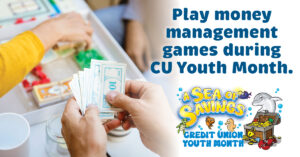 Play money
management
games during
CU Youth Month.
A SEA OF
SAVINGS
CREDIT UNION
YOUTH MONTH